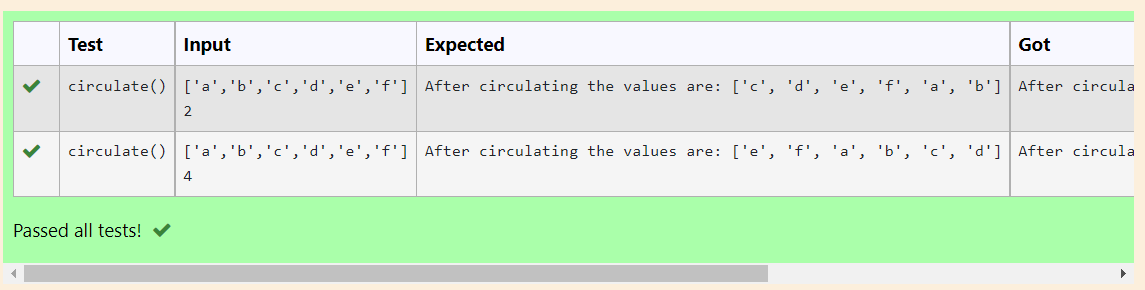 Test Input Expected Got
circulate() ['a','b','c','d','e','f'] After circulating the values are: ['c', 'd', 'e', 'f', 'a', 'b'] After circula
2
circulate() ['a','b','c','d','e','f'] After circulating the values are: ['e', 'f', 'a', 'b', 'c', 'd'] After circula
4
Passed all tests!